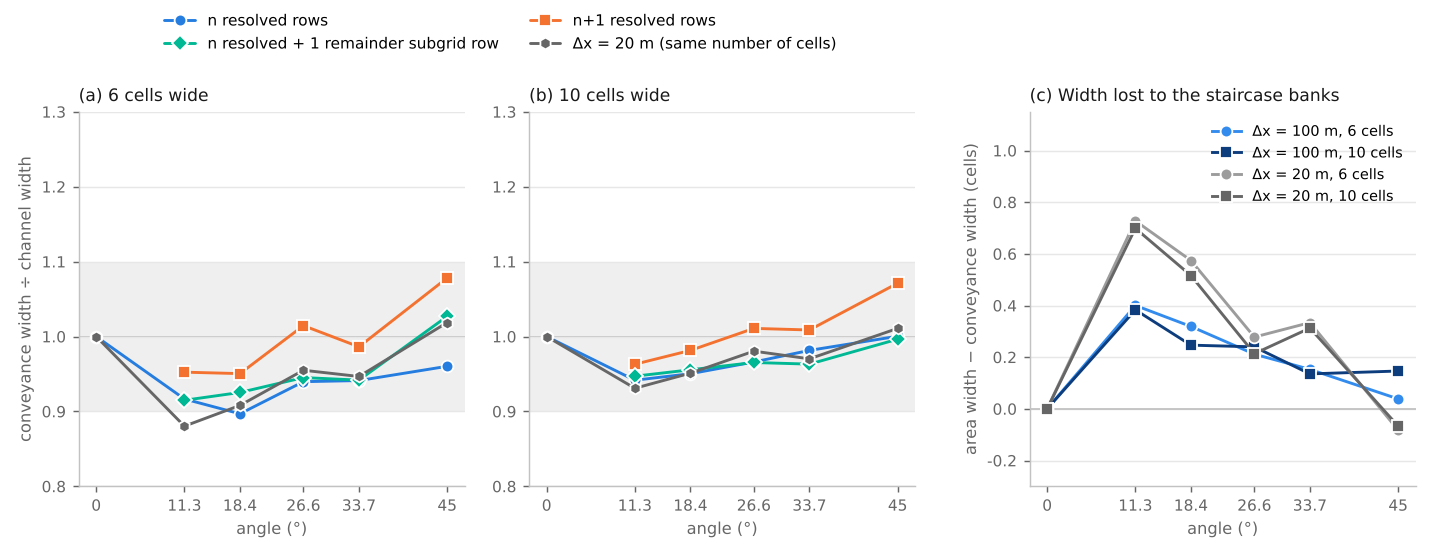 n resolved rows
n+1 resolved rows
n resolved + 1 remainder subgrid row
Δx = 20 m (same number of cells)
(a) 6 cells wide
1.3
1.2
1.1
1.0
0.9
0.8
conveyance width ÷ channel width
0 11.3 18.4 26.6 33.7 45
angle (°)
(b) 10 cells wide
1.3
1.2
1.1
1.0
0.9
0.8
0 11.3 18.4 26.6 33.7 45
angle (°)
(c) Width lost to the staircase banks
Δx = 100 m, 6 cells
Δx = 100 m, 10 cells
Δx = 20 m, 6 cells
Δx = 20 m, 10 cells
1.0
0.8
0.6
0.4
0.2
0.0
-0.2
area width − conveyance width (cells)
0 11.3 18.4 26.6 33.7 45
angle (°)